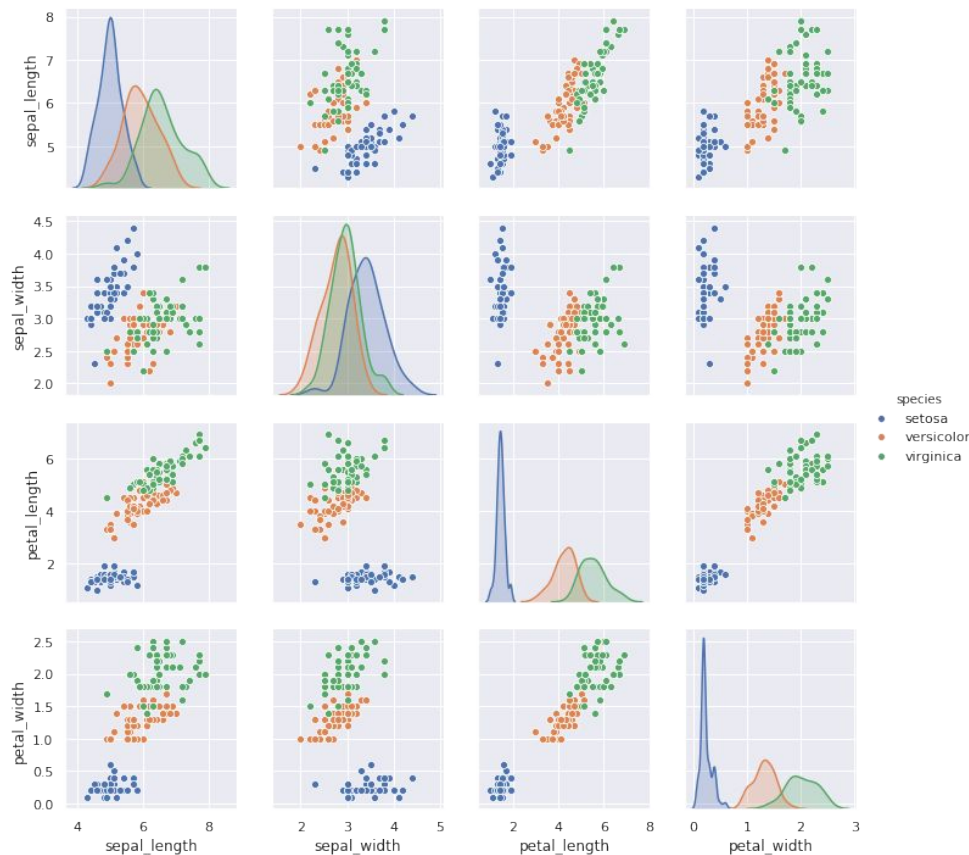 sepal_length
8
7
6
5
sepal_width
4.5
4.0
3.5
3.0
2.5
2.0
petal_length
6
4
2
petal_width
2.5
2.0
1.5
1.0
0.5
0.0
4 6 8
2 3 4 5
2 4 6 8
0 1 2 3
sepal_length sepal_width petal_length petal_width
species
setosa
versicolor
virginica